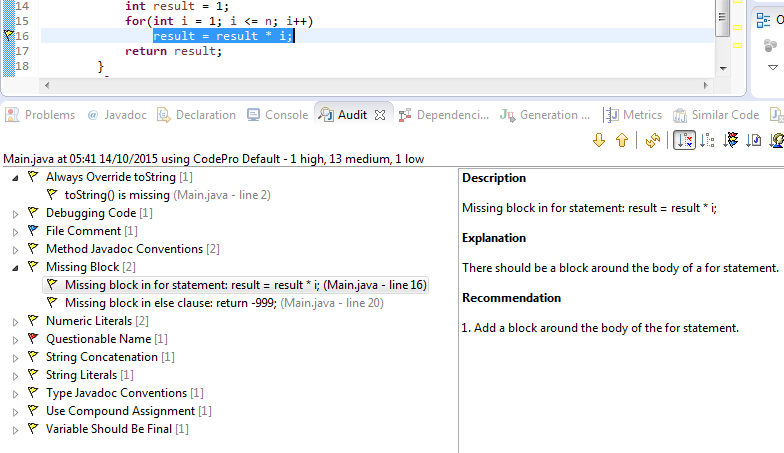 14 int result = 1;
15 for(int i = 1; i <= n; i++)
16 result = result * i;
17 return result;
18 }
Problems @ Javadoc Declaration Console Audit Dependenci... Generation ... Metrics Similar Code
Main.java at 05:41 14/10/2015 using CodePro Default - 1 high, 13 medium, 1 low
Always Override toString [1]
toString() is missing (Main.java - line 2)
Debugging Code [1]
File Comment [1]
Method Javadoc Conventions [2]
Missing Block [2]
Missing block in for statement: result = result * i; (Main.java - line 16)
Missing block in else clause: return -999; (Main.java - line 20)
Numeric Literals [2]
Questionable Name [1]
String Concatenation [1]
String Literals [1]
Type Javadoc Conventions [1]
Use Compound Assignment [1]
Variable Should Be Final [1]
Description
Missing block in for statement: result = result * i;
Explanation
There should be a block around the body of a for statement.
Recommendation
1. Add a block around the body of the for statement.